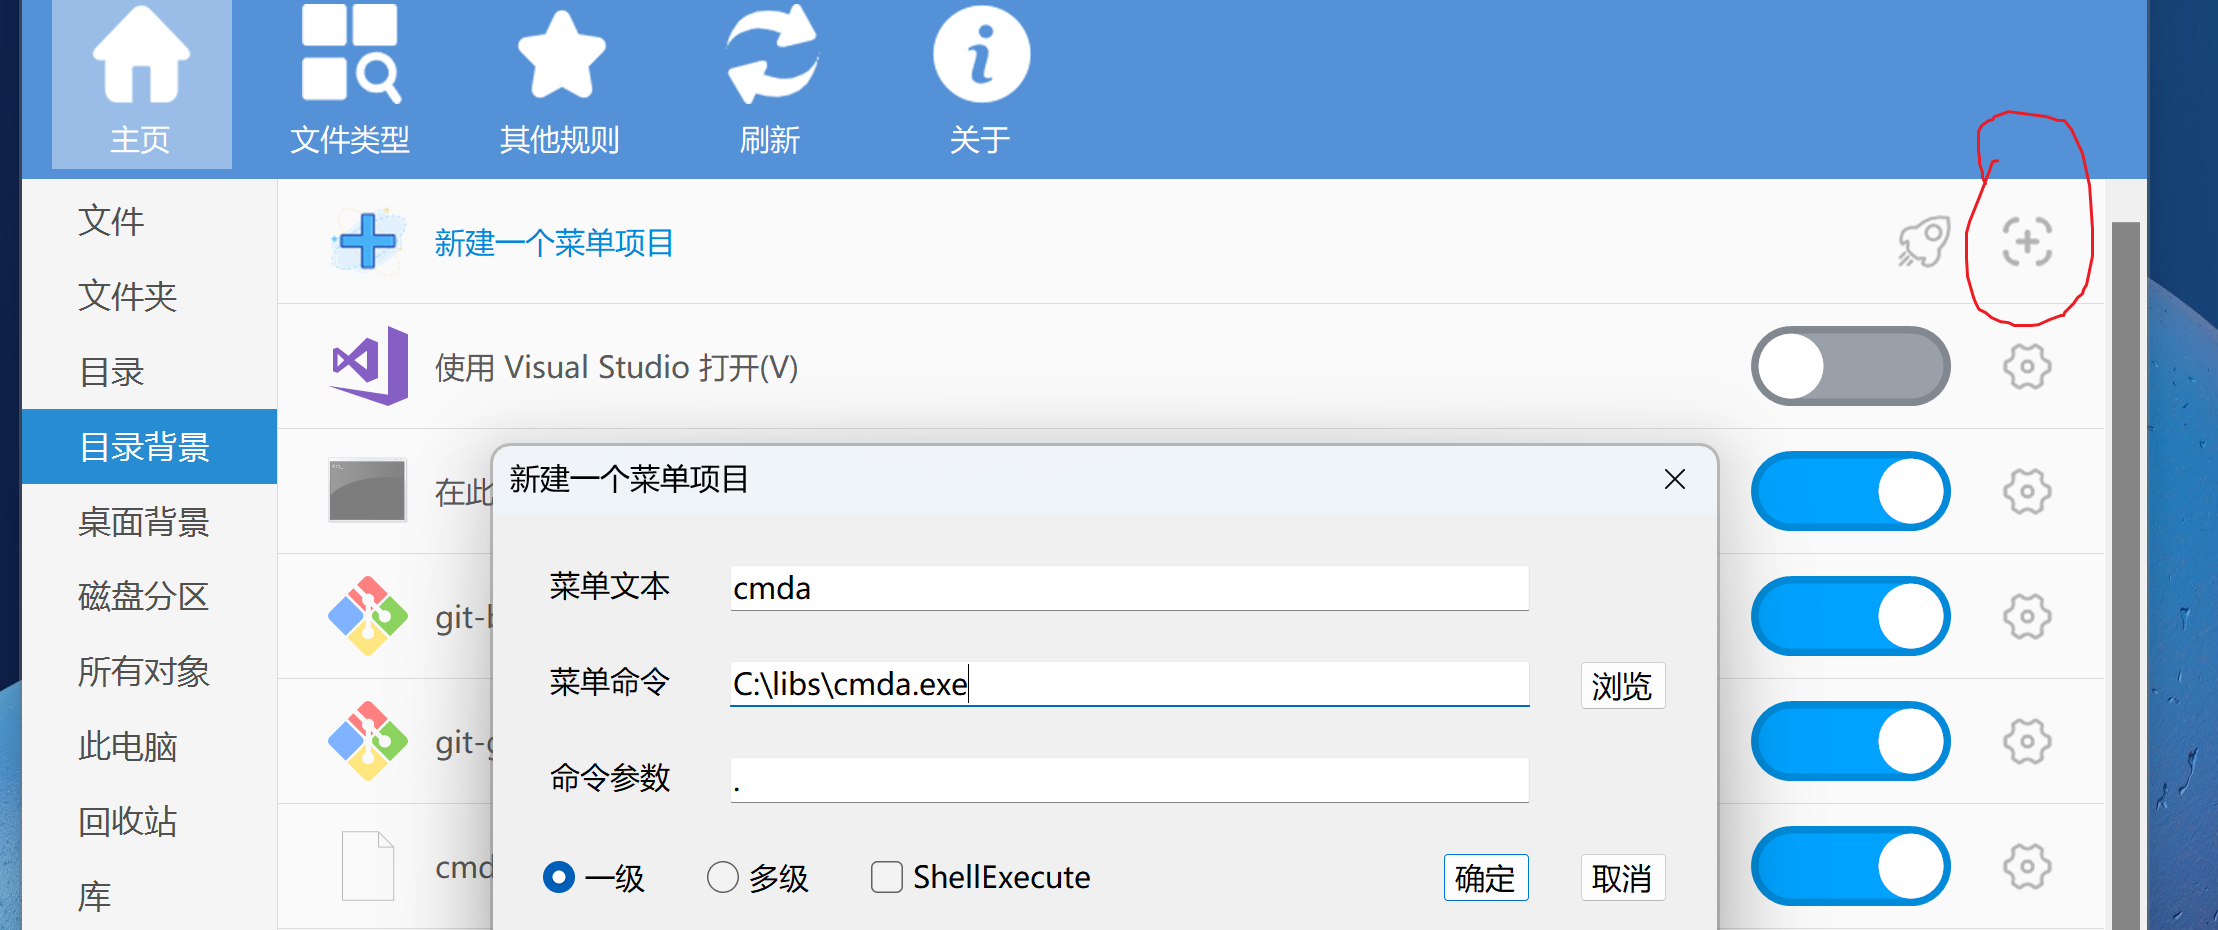 主页
文件类型
其他规则
刷新
关于
文件
文件夹
目录
目录背景
桌面背景
磁盘分区
所有对象
此电脑
回收站
库
新建一个菜单项目
使用 Visual Studio 打开(V)
在此
git-
git-
cmd
新建一个菜单项目
菜单文本 cmda
菜单命令 C:\libs\cmda.exe 浏览
命令参数 .
一级 多级 ShellExecute 确定 取消